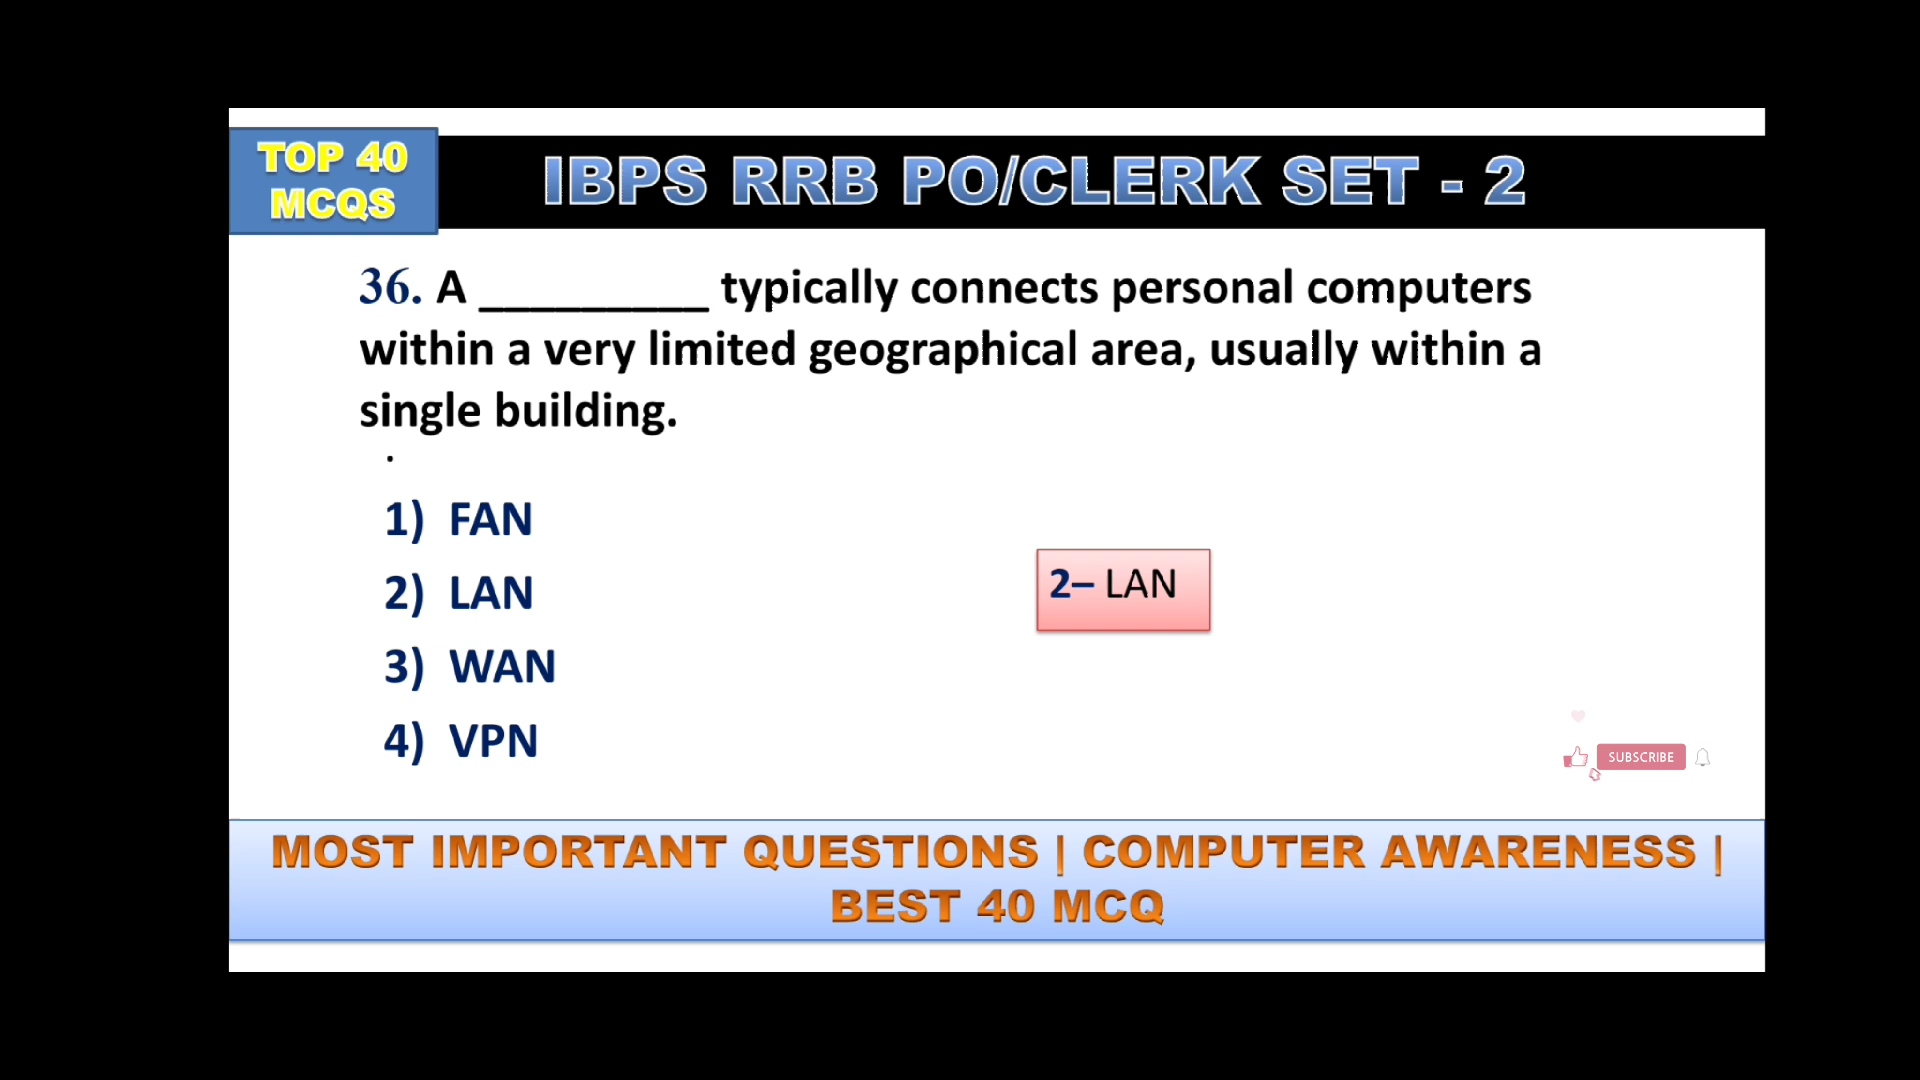 TOP 40
MCQS
IBPS RRB PO/CLERK SET - 2
36. A _________ typically connects personal computers
within a very limited geographical area, usually within a
single building.
.
1) FAN
2) LAN
3) WAN
4) VPN
2– LAN
SUBSCRIBE
MOST IMPORTANT QUESTIONS | COMPUTER AWARENESS |
BEST 40 MCQ